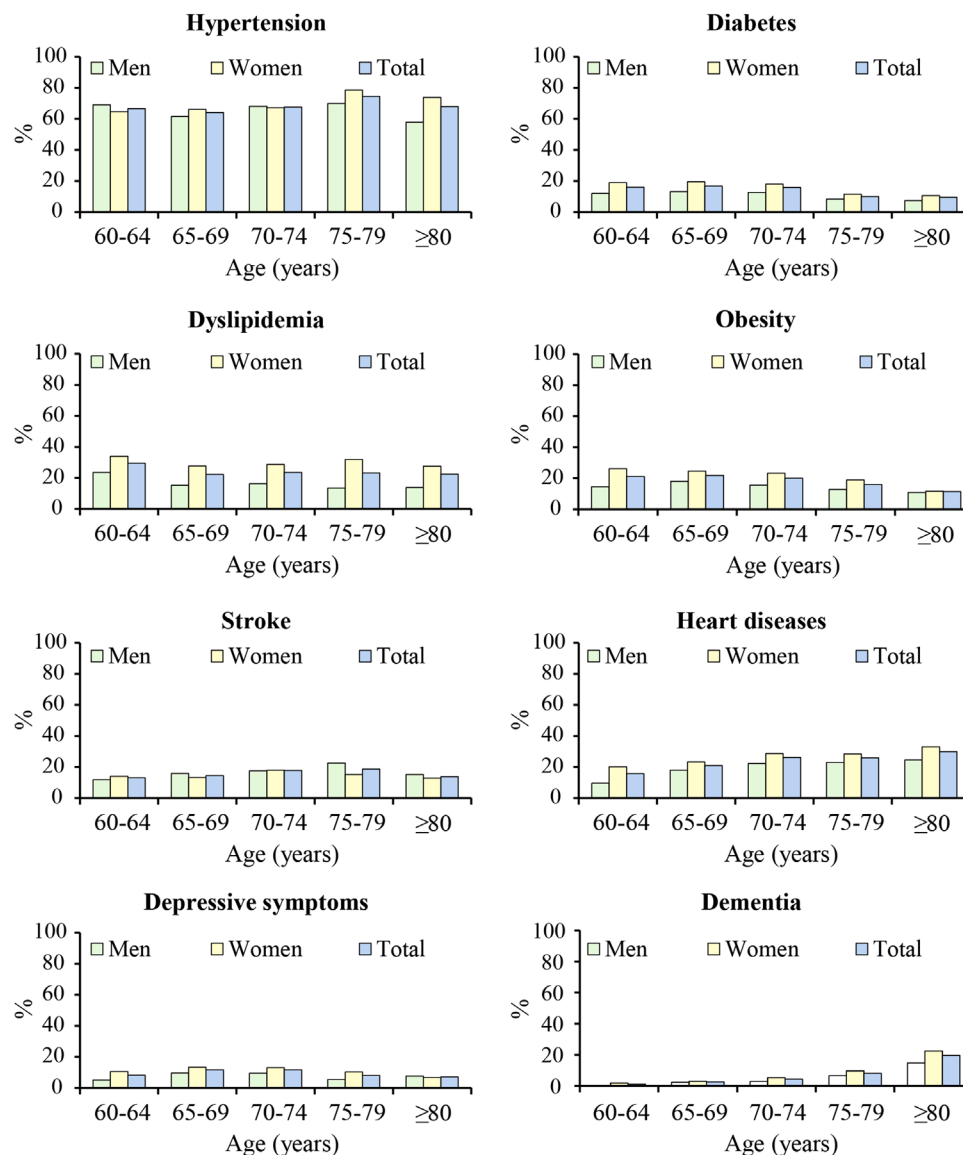 Hypertension
100
80
60
40
20
0
%
Men Women Total
60-64 65-69 70-74 75-79 ≥80
Age (years)
Diabetes
100
80
60
40
20
0
%
Men Women Total
60-64 65-69 70-74 75-79 ≥80
Age (years)
Dyslipidemia
100
80
60
40
20
0
%
Men Women Total
60-64 65-69 70-74 75-79 ≥80
Age (years)
Obesity
100
80
60
40
20
0
%
Men Women Total
60-64 65-69 70-74 75-79 ≥80
Age (years)
Stroke
100
80
60
40
20
0
%
Men Women Total
60-64 65-69 70-74 75-79 ≥80
Age (years)
Heart diseases
100
80
60
40
20
0
%
Men Women Total
60-64 65-69 70-74 75-79 ≥80
Age (years)
Depressive symptoms
100
80
60
40
20
0
%
Men Women Total
60-64 65-69 70-74 75-79 ≥80
Age (years)
Dementia
100
80
60
40
20
0
%
Men Women Total
60-64 65-69 70-74 75-79 ≥80
Age (years)